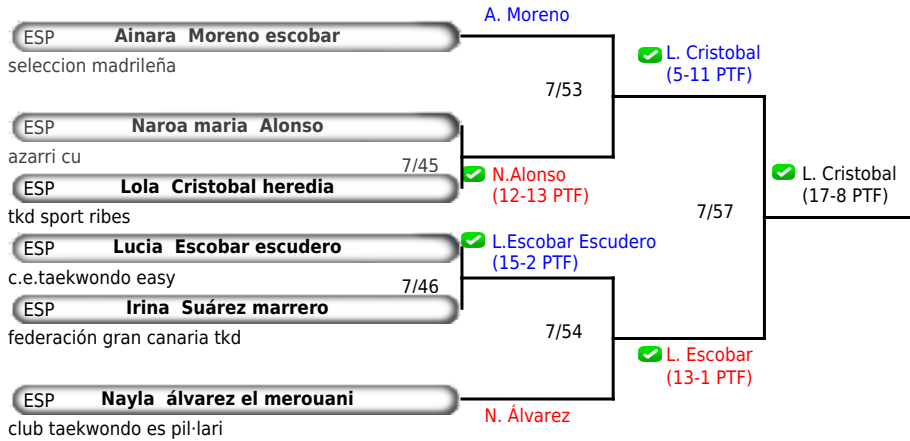 A. Moreno
ESP Ainara Moreno escobar
seleccion madrileña
L. Cristobal
(5-11 PTF)
7/53
ESP Naroa maria Alonso
azarri cu
7/45
N.Alonso
(12-13 PTF)
L. Cristobal
(17-8 PTF)
ESP Lola Cristobal heredia
tkd sport ribes
7/57
ESP Lucia Escobar escudero
L.Escobar Escudero
(15-2 PTF)
c.e.taekwondo easy
7/46
ESP Irina Suárez marrero
federación gran canaria tkd
7/54
L. Escobar
(13-1 PTF)
ESP Nayla álvarez el merouani
N. Álvarez
club taekwondo es pil·lari